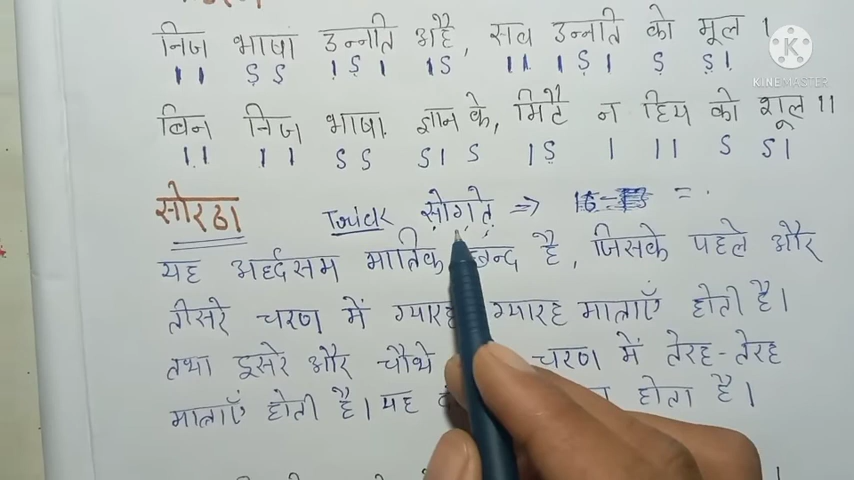 निज भाषा उन्नति अहै, सव उन्नति को मूल ।
।। ऽऽ ।ऽ। ।ऽ ।। ।ऽ। ऽ ऽ।
बिन निज भाषा ज्ञान के, मिटै न हिय को शूल ॥
।। ।। ऽऽ ऽ। ऽ ।ऽ । ।। ऽ ऽ।
सोरठा Trick सोगते ⇒ =
यह अर्द्धसम मात्रिक छन्द है, जिसके पहले और
तीसरे चरण में ग्यारह ग्यारह मात्राएँ होती है।
तथा दूसरे और चौथे चरण में तेरह-तेरह
मात्राएँ होती है। यह होता है।
KINEMASTER